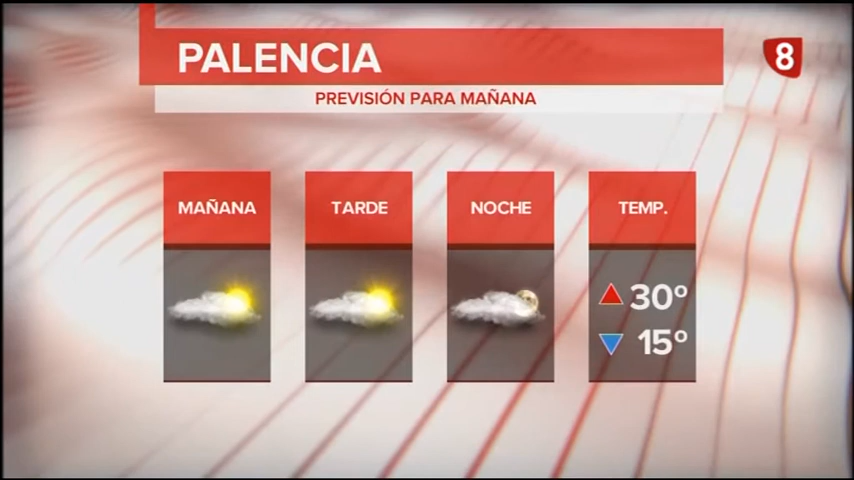 PALENCIA
8
PREVISIÓN PARA MAÑANA
MAÑANA
TARDE
NOCHE
TEMP.
30º
15º